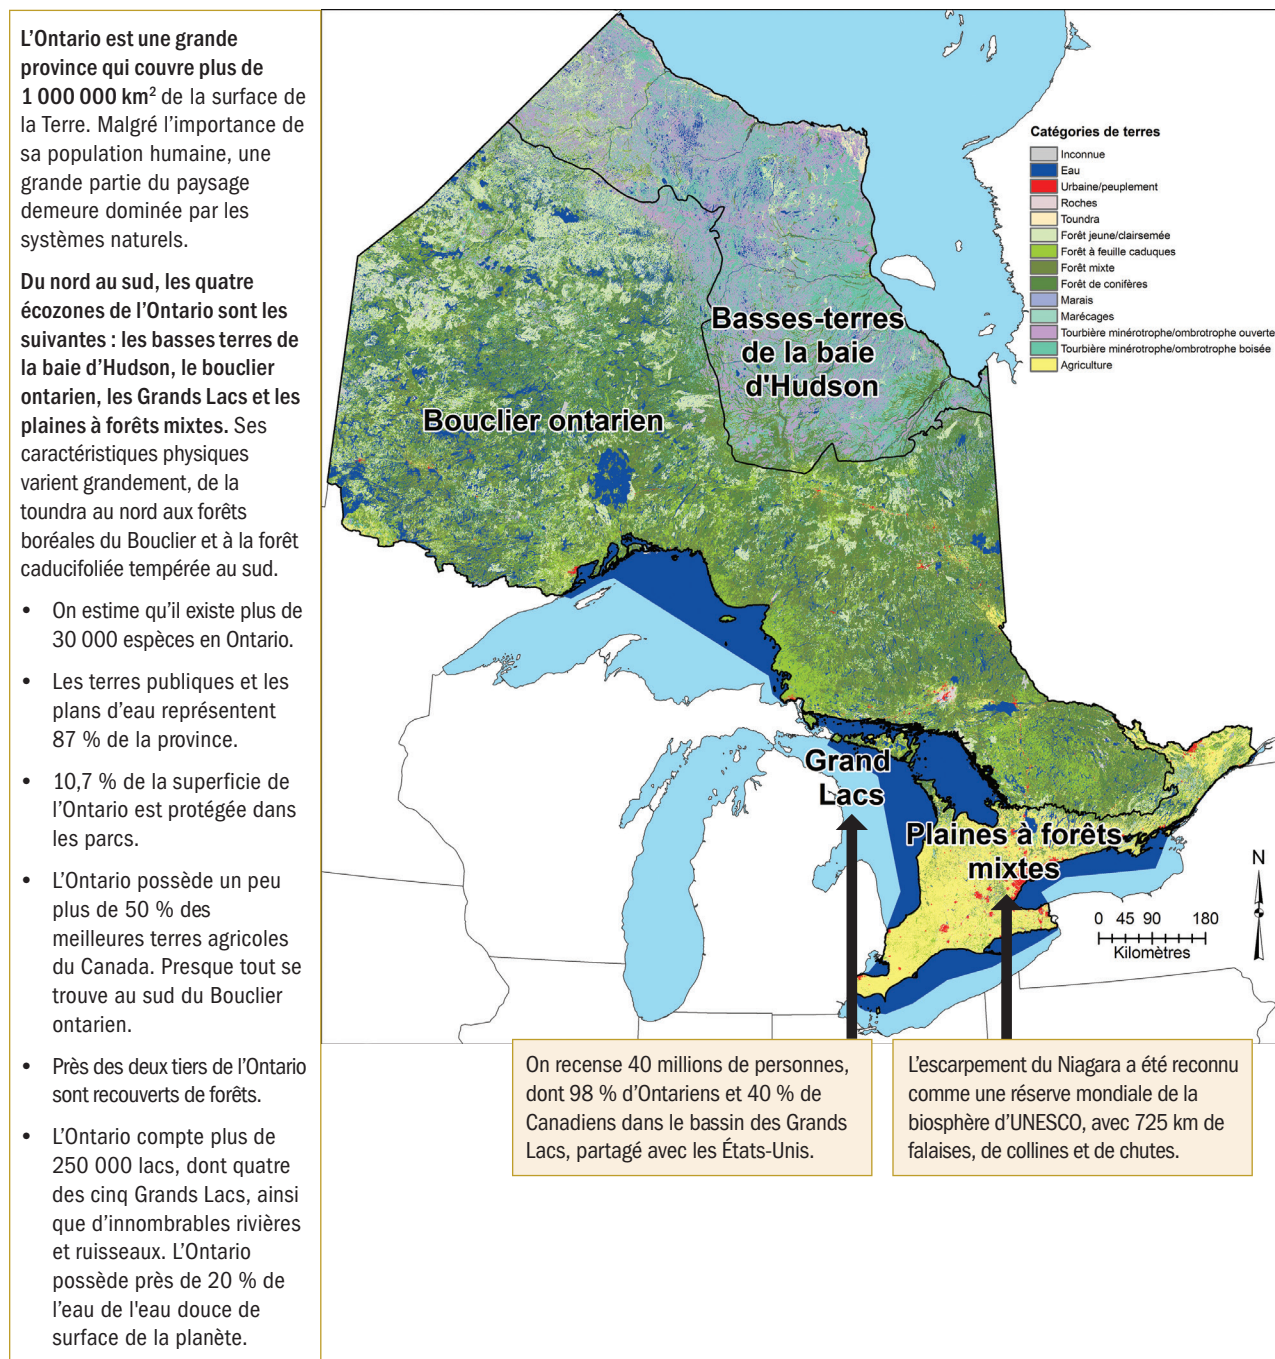 L'Ontario est une grande
province qui couvre plus de
1 000 000 km² de la surface de
la Terre. Malgré l'importance de
sa population humaine, une
grande partie du paysage
demeure dominée par les
systèmes naturels.
Du nord au sud, les quatre
écozones de l'Ontario sont les
suivantes : les basses terres de
la baie d'Hudson, le bouclier
ontarien, les Grands Lacs et les
plaines à forêts mixtes. Ses
caractéristiques physiques
varient grandement, de la
toundra au nord aux forêts
boréales du Bouclier et à la forêt
caducifoliée tempérée au sud.
• On estime qu'il existe plus de
30 000 espèces en Ontario.
• Les terres publiques et les
plans d'eau représentent
87 % de la province.
• 10,7 % de la superficie de
l'Ontario est protégée dans
les parcs.
• L'Ontario possède un peu
plus de 50 % des
meilleures terres agricoles
du Canada. Presque tout se
trouve au sud du Bouclier
ontarien.
• Près des deux tiers de l'Ontario
sont recouverts de forêts.
• L'Ontario compte plus de
250 000 lacs, dont quatre
des cinq Grands Lacs, ainsi
que d'innombrables rivières
et ruisseaux. L'Ontario
possède près de 20 % de
l'eau de l'eau douce de
surface de la planète.
Catégories de terres
Inconnue
Eau
Urbaine/peuplement
Roches
Toundra
Forêt jeune/clairsemée
Forêt à feuille caduques
Forêt mixte
Forêt de conifères
Marais
Marécages
Tourbière minérotrophe/ombrotrophe ouverte
Tourbière minérotrophe/ombrotrophe boisée
Agriculture
Basses-terres
de la baie
d'Hudson
Bouclier ontarien
Grand
Lacs
Plaines à forêts
mixtes
N
0 45 90 180
Kilomètres
On recense 40 millions de personnes,
dont 98 % d'Ontariens et 40 % de
Canadiens dans le bassin des Grands
Lacs, partagé avec les États-Unis.
L'escarpement du Niagara a été reconnu
comme une réserve mondiale de la
biosphère d'UNESCO, avec 725 km de
falaises, de collines et de chutes.